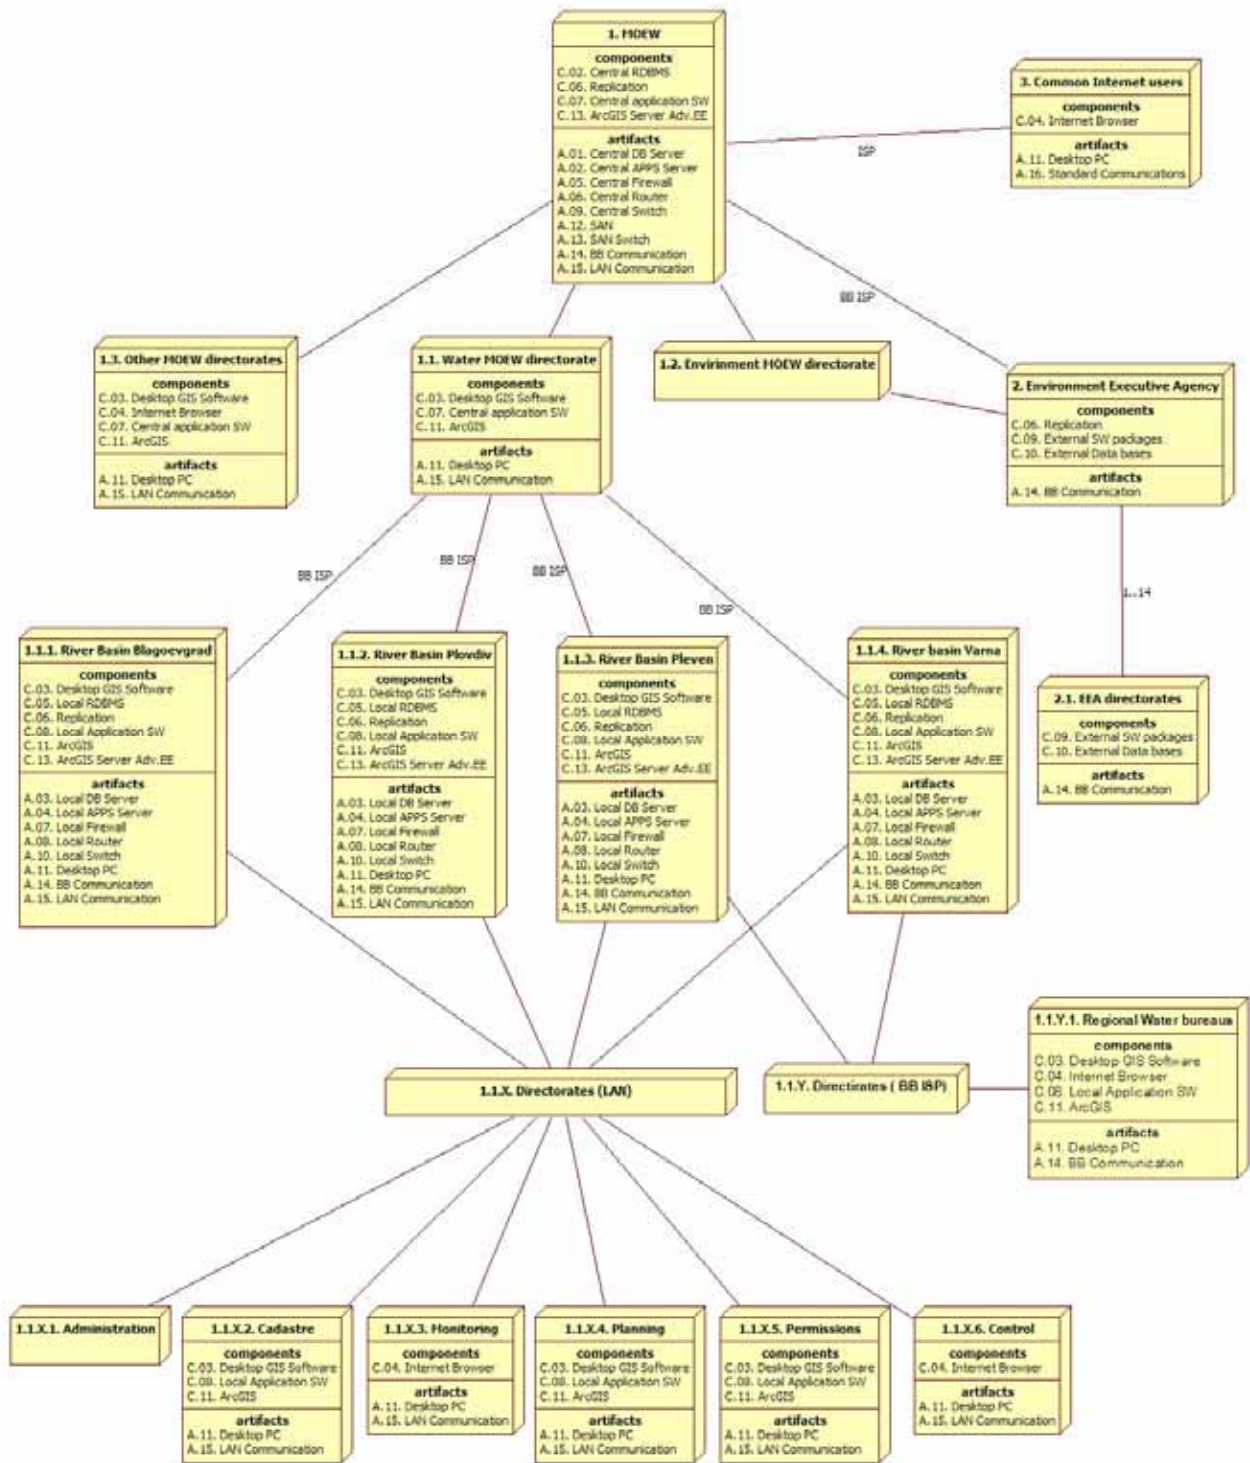 1. MOEW
components
C.02. Central RDBMS
C.06. Replication
C.07. Central application SW
C.13. ArcGIS Server Adv.EE
artifacts
A.01. Central DB Server
A.02. Central APPS Server
A.05. Central Firewall
A.06. Central Router
A.09. Central Switch
A.12. SAN
A.13. SAN Switch
A.14. BB Communication
A.15. LAN Communication
ISP
3. Common Internet users
components
C.04. Internet Browser
artifacts
A.11. Desktop PC
A.16. Standard Communications
BB ISP
1.3. Other MOEW directorates
components
C.03. Desktop GIS Software
C.04. Internet Browser
C.07. Central application SW
C.11. ArcGIS
artifacts
A.11. Desktop PC
A.15. LAN Communication
1.1. Water MOEW directorate
components
C.03. Desktop GIS Software
C.07. Central application SW
C.11. ArcGIS
artifacts
A.11. Desktop PC
A.15. LAN Communication
1.2. Envirinment MOEW directorate
2. Environment Executive Agency
components
C.06. Replication
C.09. External SW packages
C.10. External Data bases
artifacts
A.14. BB Communication
BB ISP
BB ISP
BB ISP
BB ISP
1..14
1.1.1. River Basin Blagoevgrad
components
C.03. Desktop GIS Software
C.05. Local RDBMS
C.06. Replication
C.08. Local Application SW
C.11. ArcGIS
C.13. ArcGIS Server Adv.EE
artifacts
A.03. Local DB Server
A.04. Local APPS Server
A.07. Local Firewall
A.08. Local Router
A.10. Local Switch
A.11. Desktop PC
A.14. BB Communication
A.15. LAN Communication
1.1.2. River Basin Plovdiv
components
C.03. Desktop GIS Software
C.05. Local RDBMS
C.06. Replication
C.08. Local Application SW
C.11. ArcGIS
C.13. ArcGIS Server Adv.EE
artifacts
A.03. Local DB Server
A.04. Local APPS Server
A.07. Local Firewall
A.08. Local Router
A.10. Local Switch
A.11. Desktop PC
A.14. BB Communication
A.15. LAN Communication
1.1.3. River Basin Pleven
components
C.03. Desktop GIS Software
C.05. Local RDBMS
C.06. Replication
C.08. Local Application SW
C.11. ArcGIS
C.13. ArcGIS Server Adv.EE
artifacts
A.03. Local DB Server
A.04. Local APPS Server
A.07. Local Firewall
A.08. Local Router
A.10. Local Switch
A.11. Desktop PC
A.14. BB Communication
A.15. LAN Communication
1.1.4. River basin Varna
components
C.03. Desktop GIS Software
C.05. Local RDBMS
C.06. Replication
C.08. Local Application SW
C.11. ArcGIS
C.13. ArcGIS Server Adv.EE
artifacts
A.03. Local DB Server
A.04. Local APPS Server
A.07. Local Firewall
A.08. Local Router
A.10. Local Switch
A.11. Desktop PC
A.14. BB Communication
A.15. LAN Communication
2.1. EEA directorates
components
C.09. External SW packages
C.10. External Data bases
artifacts
A.14. BB Communication
1.1.X. Directorates (LAN)
1.1.Y. Directirates ( BB ISP)
1.1.Y.1. Regional Water bureaus
components
C.03. Desktop GIS Software
C.04. Internet Browser
C.08. Local Application SW
C.11. ArcGIS
artifacts
A.11. Desktop PC
A.14. BB Communication
1.1.X.1. Administration
1.1.X.2. Cadastre
components
C.03. Desktop GIS Software
C.08. Local Application SW
C.11. ArcGIS
artifacts
A.11. Desktop PC
A.15. LAN Communication
1.1.X.3. Monitoring
components
C.04. Internet Browser
artifacts
A.11. Desktop PC
A.15. LAN Communication
1.1.X.4. Planning
components
C.03. Desktop GIS Software
C.08. Local Application SW
C.11. ArcGIS
artifacts
A.11. Desktop PC
A.15. LAN Communication
1.1.X.5. Permissions
components
C.03. Desktop GIS Software
C.08. Local Application SW
C.11. ArcGIS
artifacts
A.11. Desktop PC
A.15. LAN Communication
1.1.X.6. Control
components
C.04. Internet Browser
artifacts
A.11. Desktop PC
A.15. LAN Communication